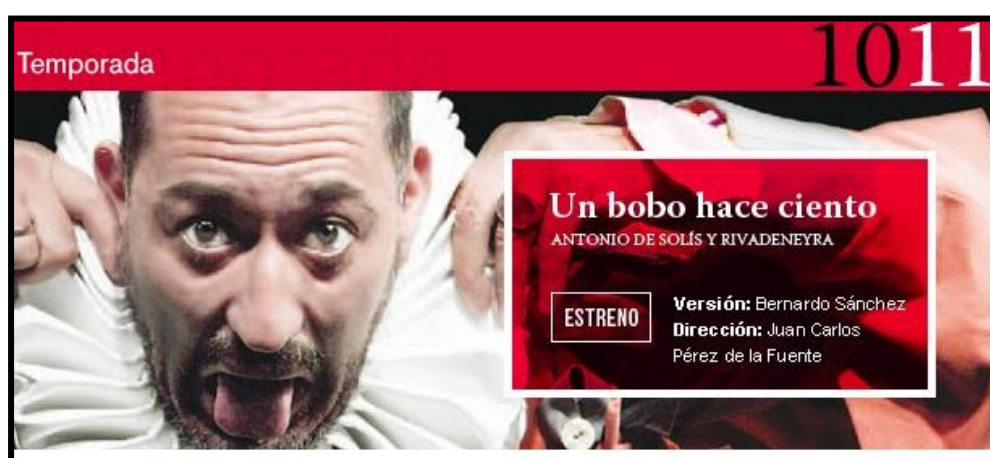 Temporada
1011
Un bobo hace ciento
ANTONIO DE SOLÍS Y RIVADENEYRA
ESTRENO
Versión: Bernardo Sánchez
Dirección: Juan Carlos
Pérez de la Fuente